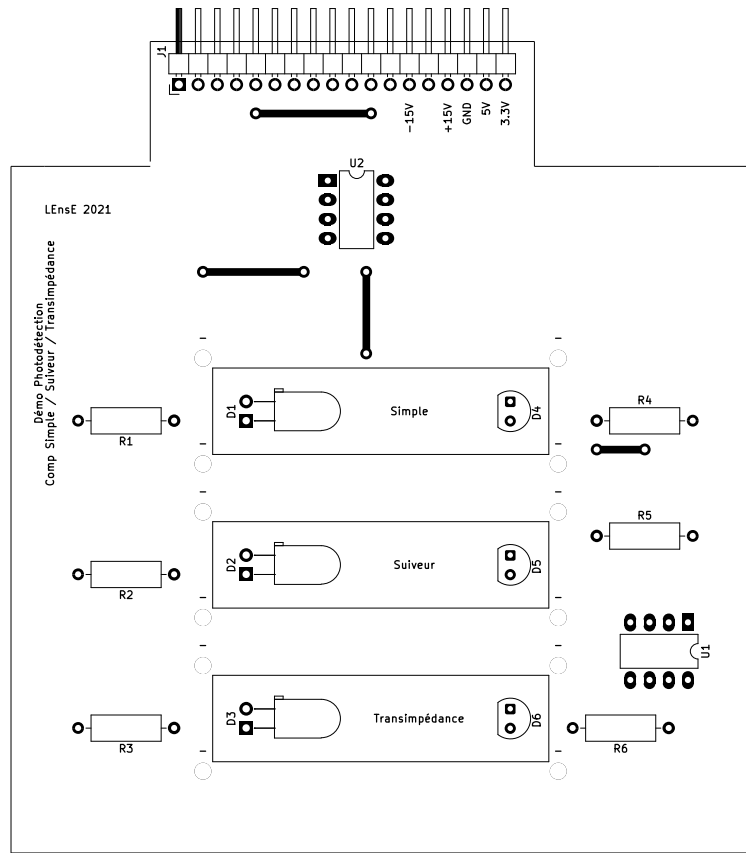 J1
-15V
+15V
GND
5V
3.3V
U2
LEnsE 2021
Démo Photodétection
Comp Simple / Suiveur / Transimpédance
D1
Simple
D4
R4
R1
R5
D2
Suiveur
D5
R2
U1
D3
Transimpédance
D6
R3
R6